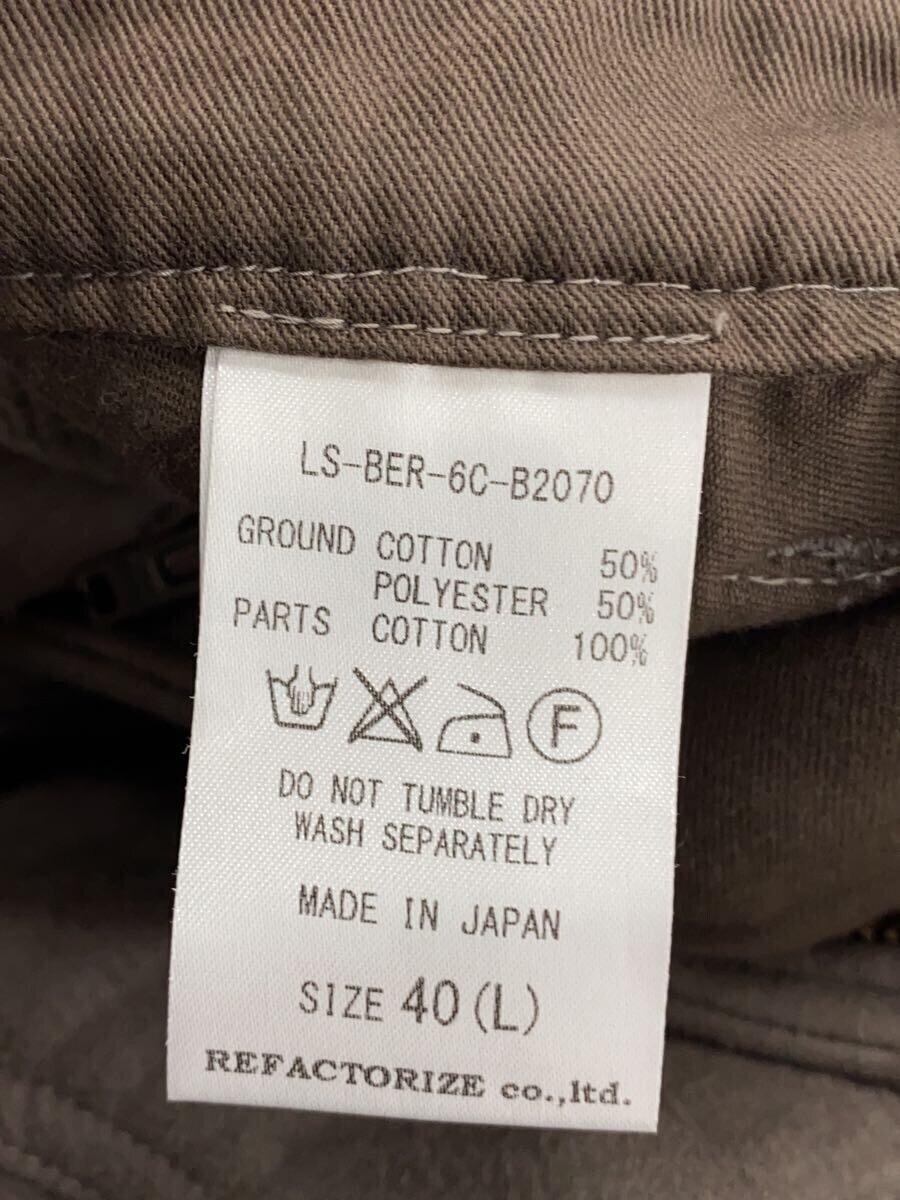 LS-BER-6C-B2070
GROUND COTTON 50%
POLYESTER 50%
PARTS COTTON 100%
F
DO NOT TUMBLE DRY
WASH SEPARATELY
MADE IN JAPAN
SIZE 40(L)
REFACTORIZE co.,ltd.